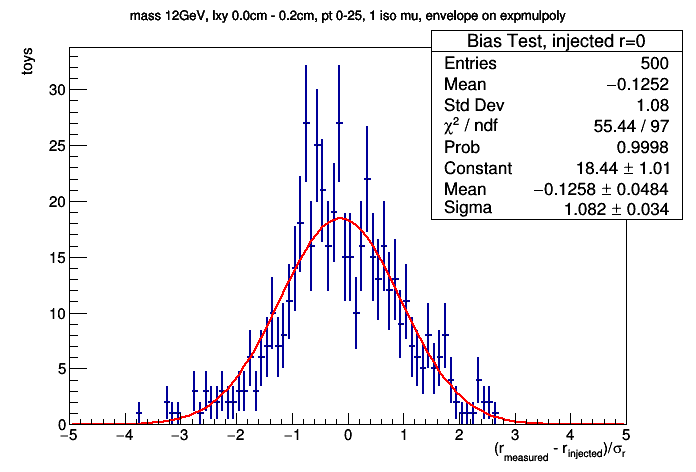 mass 12GeV, lxy 0.0cm - 0.2cm, pt 0-25, 1 iso mu, envelope on expmulpoly
Bias Test, injected r=0
Entries 500
Mean −0.1252
Std Dev 1.08
χ² / ndf 55.44 / 97
Prob 0.9998
Constant 18.44 ± 1.01
Mean −0.1258 ± 0.0484
Sigma 1.082 ± 0.034
toys
30
25
20
15
10
5
0
−5 −4 −3 −2 −1 0 1 2 3 4 5
(r_measured - r_injected)/σ_r